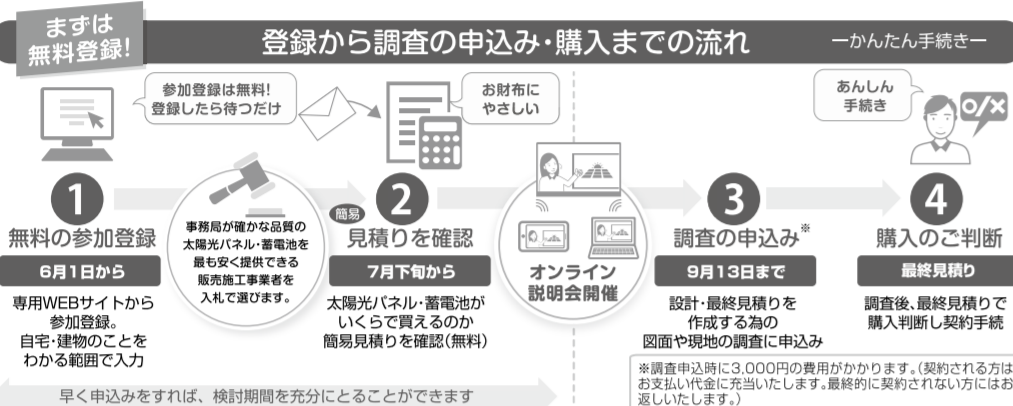 まずは
無料登録!
登録から調査の申込み・購入までの流れ
ーかんたん手続きー
参加登録は無料!
登録したら待つだけ
お財布に
やさしい
あんしん
手続き
○/×
1
無料の参加登録
6月1日から
専用WEBサイトから
参加登録。
自宅・建物のことを
わかる範囲で入力
事務局が確かな品質の
太陽光パネル・蓄電池を
最も安く提供できる
販売施工事業者を
入札で選びます。
2
簡易
見積りを確認
7月下旬から
太陽光パネル・蓄電池が
いくらで買えるのか
簡易見積りを確認(無料)
オンライン
説明会開催
3
調査の申込み※
9月13日まで
設計・最終見積りを
作成する為の
図面や現地の調査に申込み
4
購入のご判断
最終見積り
調査後、最終見積りで
購入判断し契約手続
早く申込みをすれば、検討期間を充分にとることができます
※調査申込時に3,000円の費用がかかります。(契約される方は
お支払い代金に充当いたします。最終的に契約されない方にはお
返しいたします。)